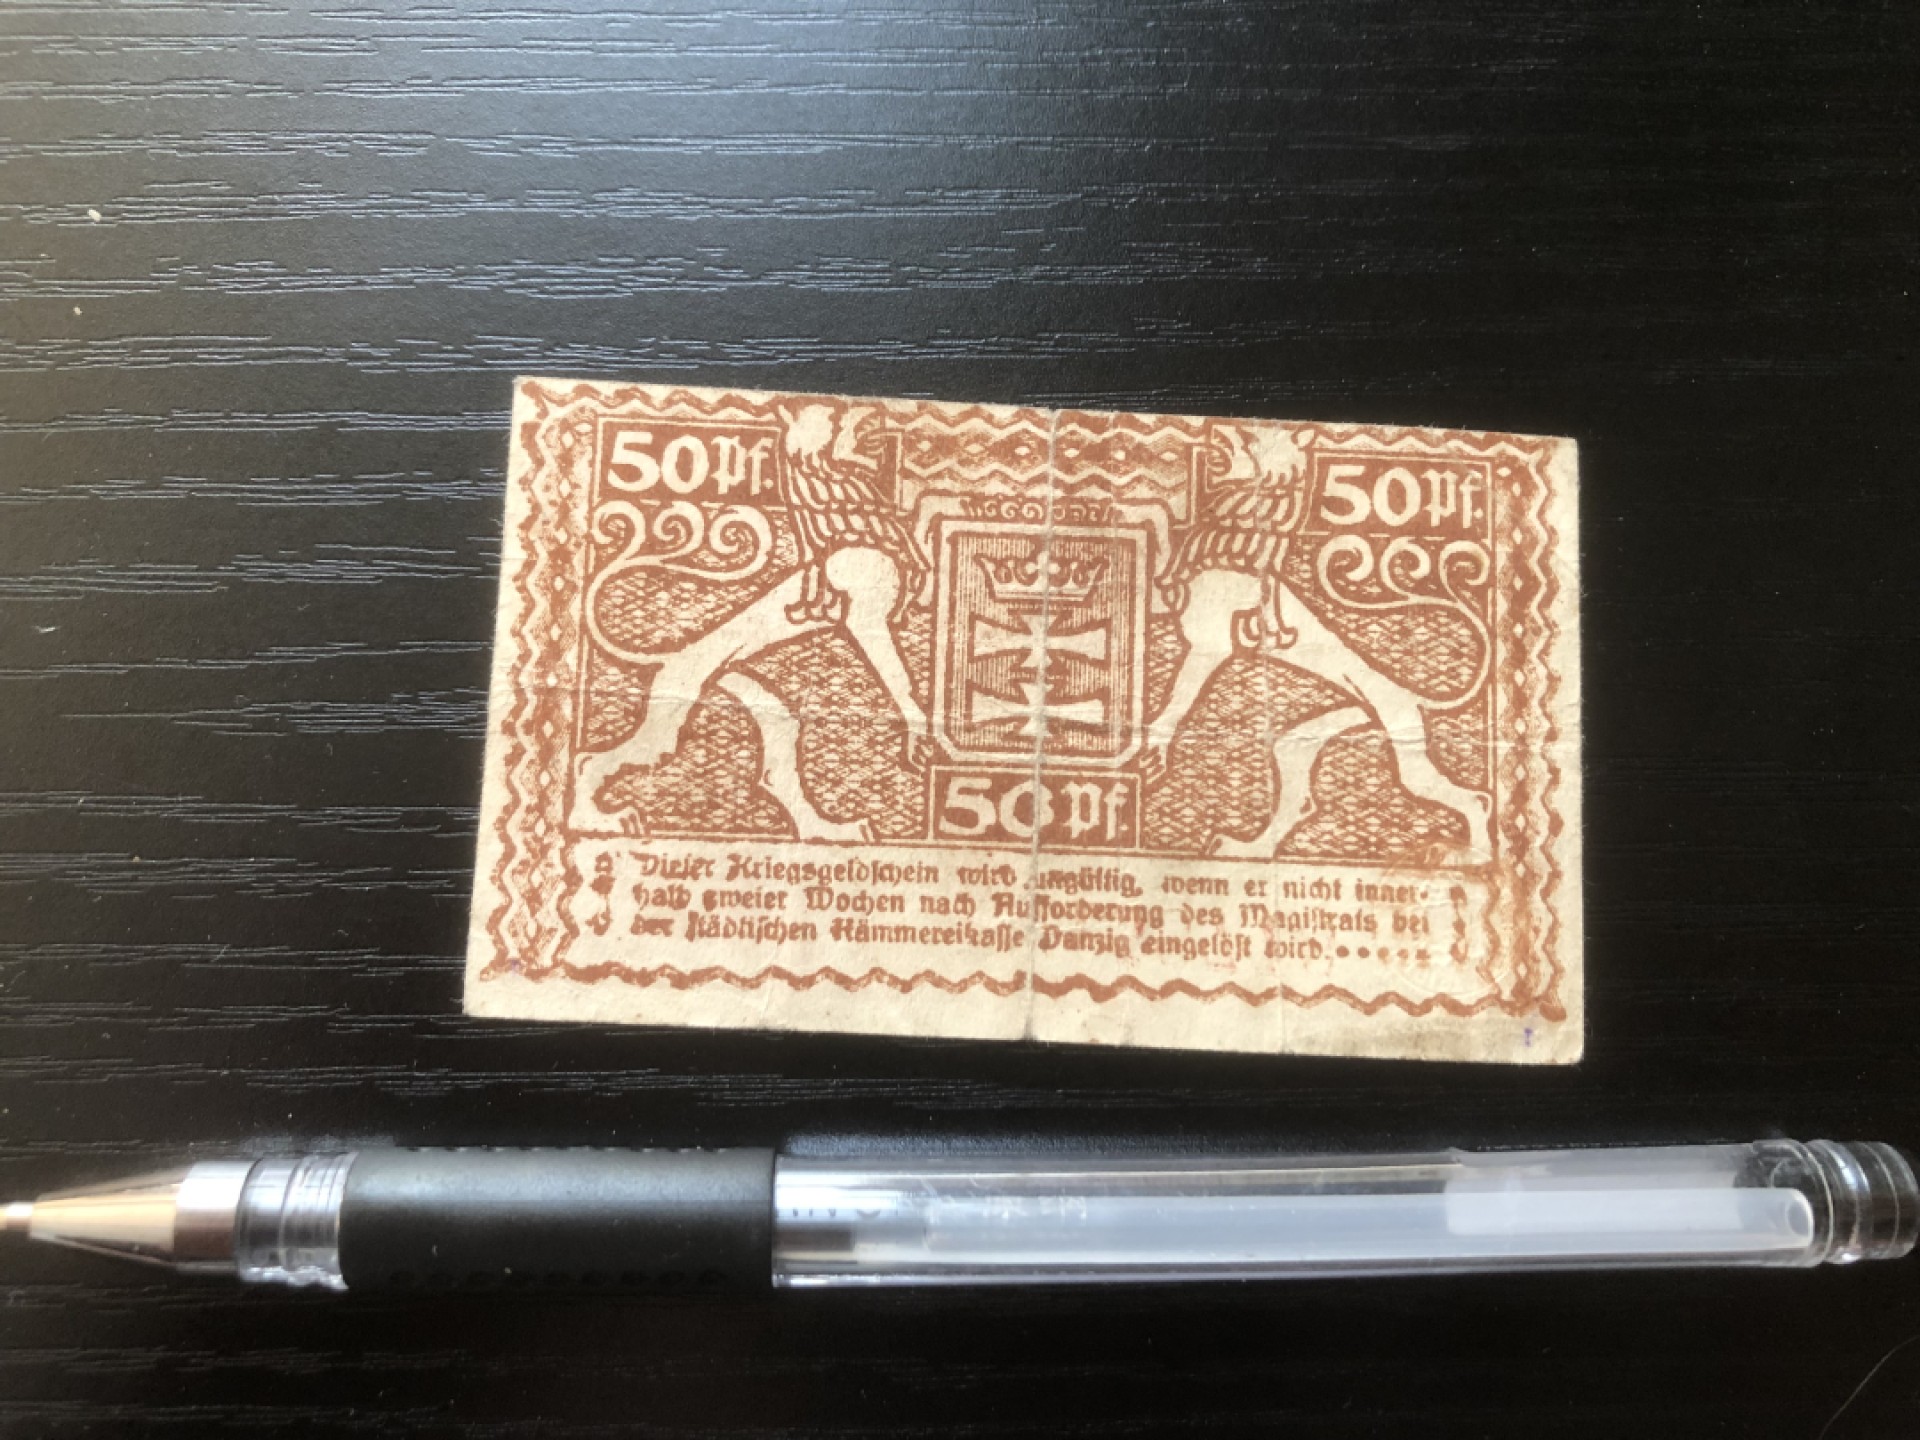 50 Pf.
50 Pf.
50 Pf.
Dieser Kriegsgeldschein wird ungültig, wenn er nicht inner-
halb zweier Wochen nach Aufforderung des Magistrats bei
der städtischen Kämmereikasse Danzig eingelöst wird.